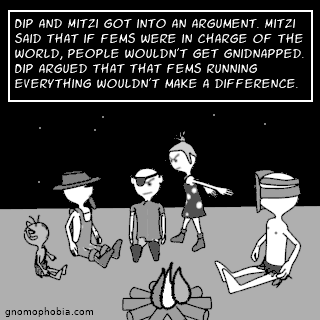 DIP AND MITZI GOT INTO AN ARGUMENT. MITZI
SAID THAT IF FEMS WERE IN CHARGE OF THE
WORLD, PEOPLE WOULDN'T GET GNIDNAPPED.
DIP ARGUED THAT THAT FEMS RUNNING
EVERYTHING WOULDN'T MAKE A DIFFERENCE.
gnomophobia.com